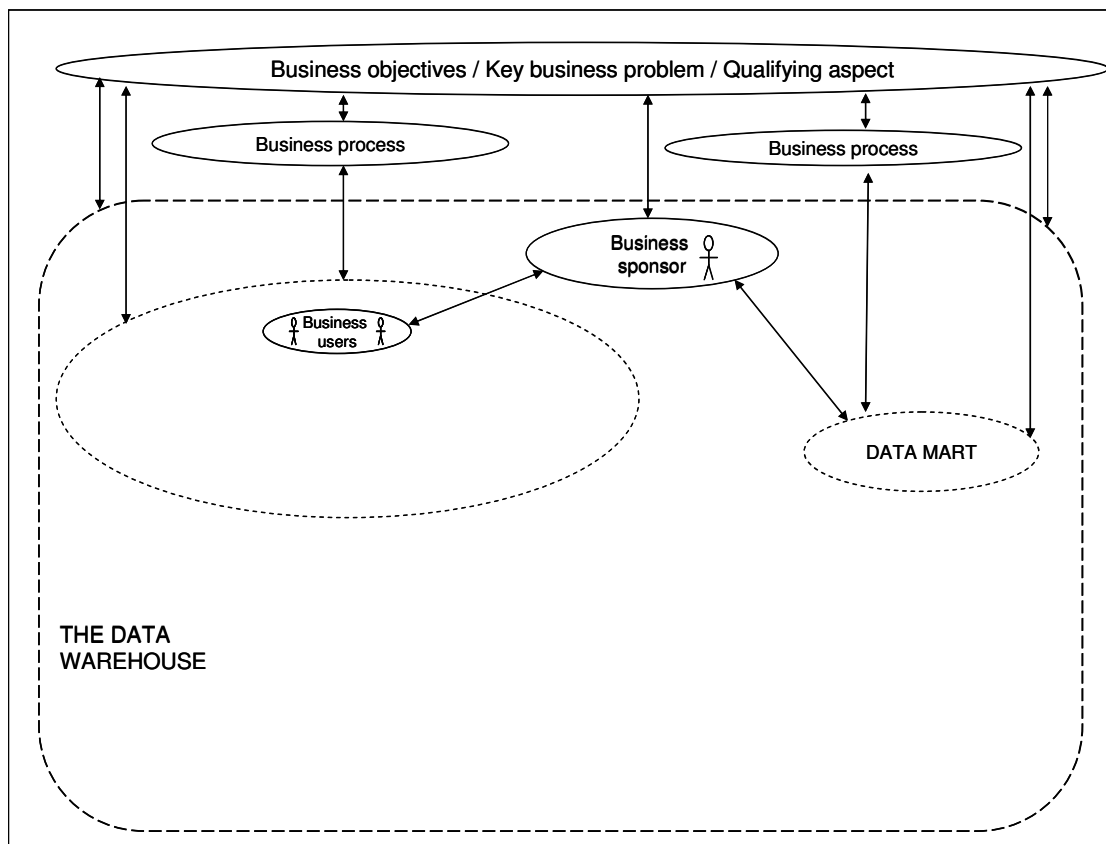 Business objectives / Key business problem / Qualifying aspect
Business process
Business process
Business
sponsor
Business
users
DATA MART
THE DATA
WAREHOUSE